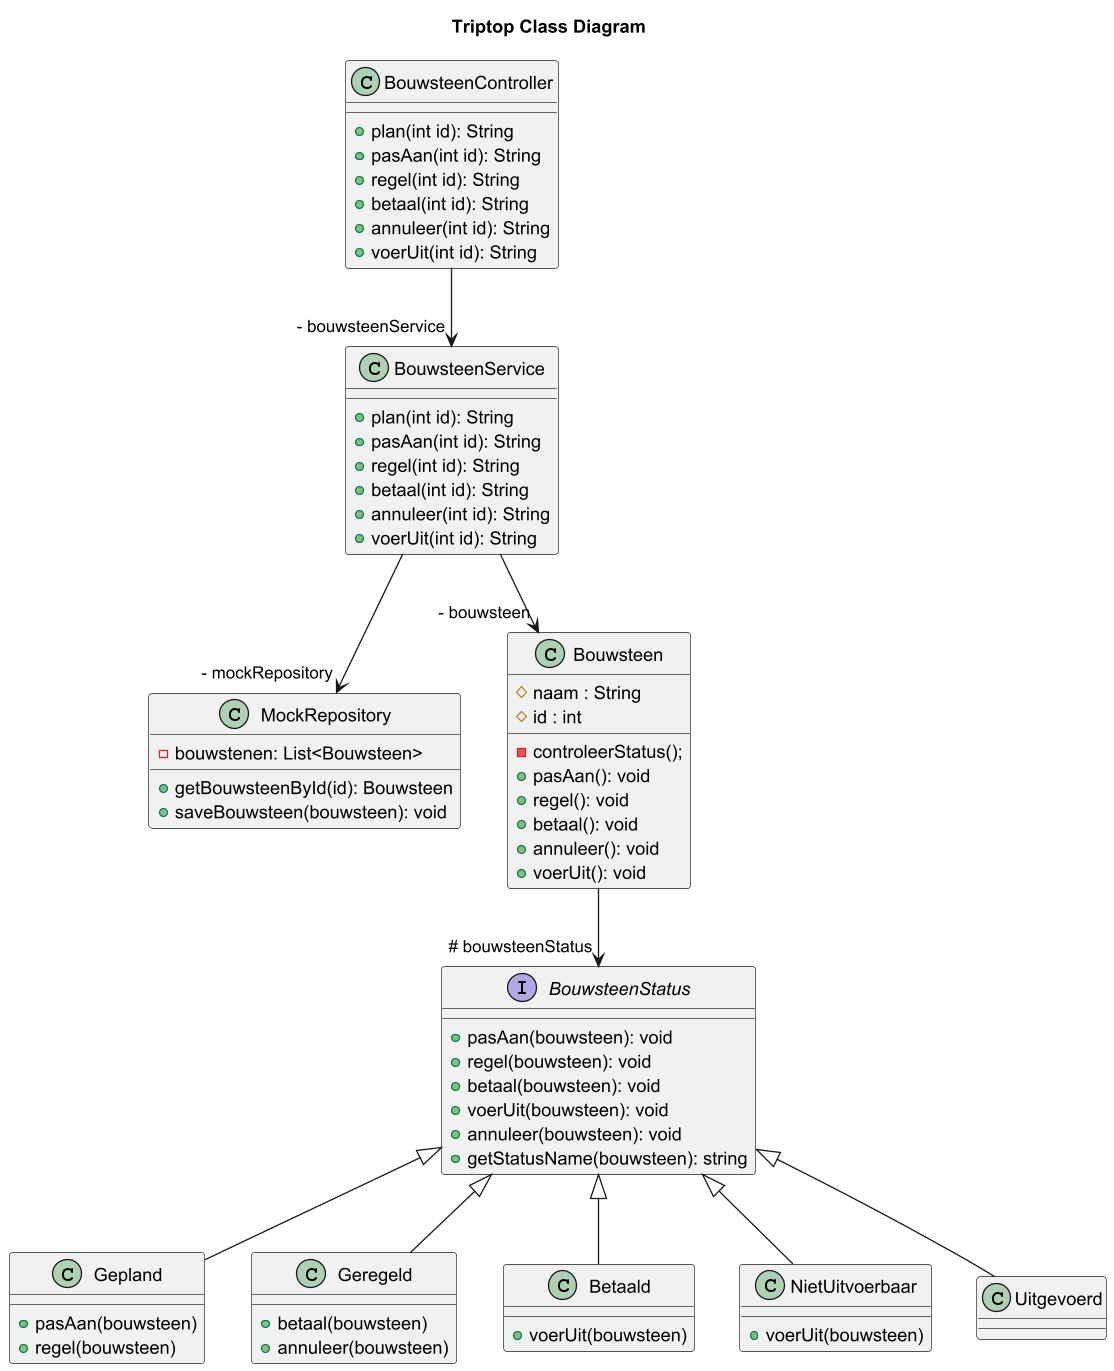 Triptop Class Diagram
C BouwsteenController
plan(int id): String
pasAan(int id): String
regel(int id): String
betaal(int id): String
annuleer(int id): String
voerUit(int id): String
- bouwsteenService
C BouwsteenService
plan(int id): String
pasAan(int id): String
regel(int id): String
betaal(int id): String
annuleer(int id): String
voerUit(int id): String
- bouwsteen
- mockRepository
C Bouwsteen
naam : String
id : int
controleerStatus();
pasAan(): void
regel(): void
betaal(): void
annuleer(): void
voerUit(): void
C MockRepository
bouwstenen: List<Bouwsteen>
getBouwsteenById(id): Bouwsteen
saveBouwsteen(bouwsteen): void
# bouwsteenStatus
I BouwsteenStatus
pasAan(bouwsteen): void
regel(bouwsteen): void
betaal(bouwsteen): void
voerUit(bouwsteen): void
annuleer(bouwsteen): void
getStatusName(bouwsteen): string
C Gepland
pasAan(bouwsteen)
regel(bouwsteen)
C Geregeld
betaal(bouwsteen)
annuleer(bouwsteen)
C Betaald
voerUit(bouwsteen)
C NietUitvoerbaar
voerUit(bouwsteen)
C Uitgevoerd